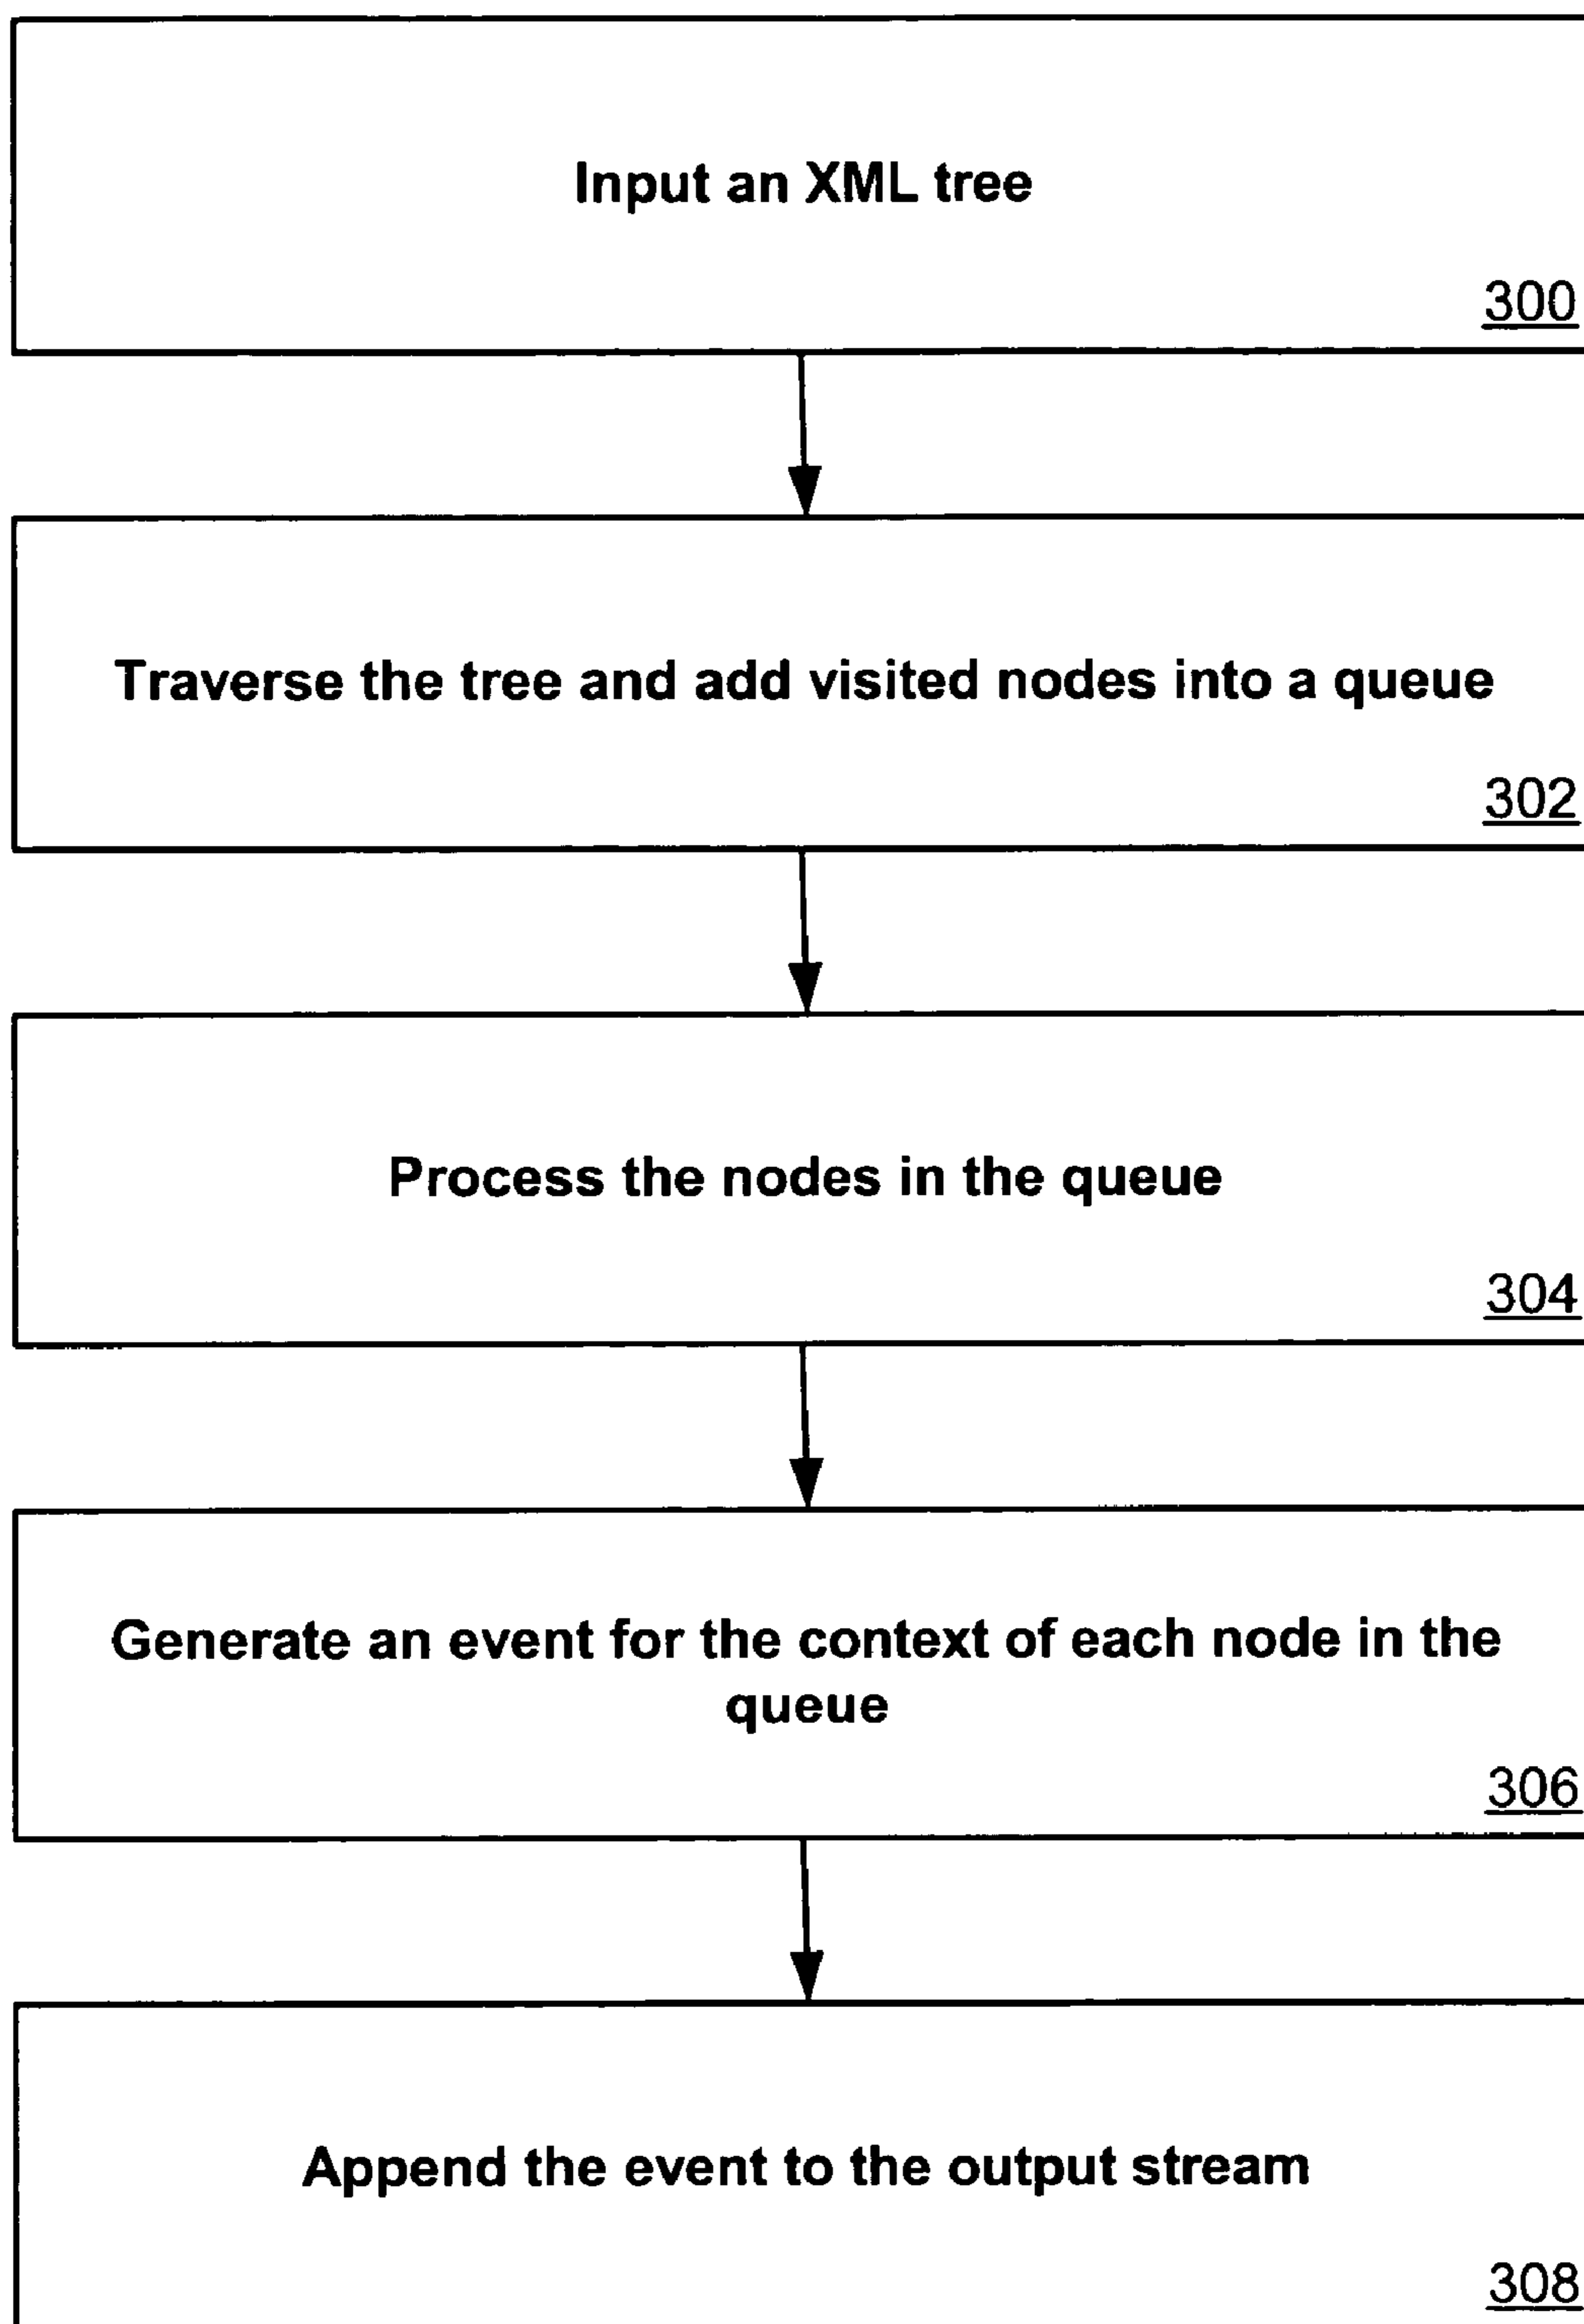 Input an XML tree
300
Traverse the tree and add visited nodes into a queue
302
Process the nodes in the queue
304
Generate an event for the context of each node in the
queue
306
Append the event to the output stream
308